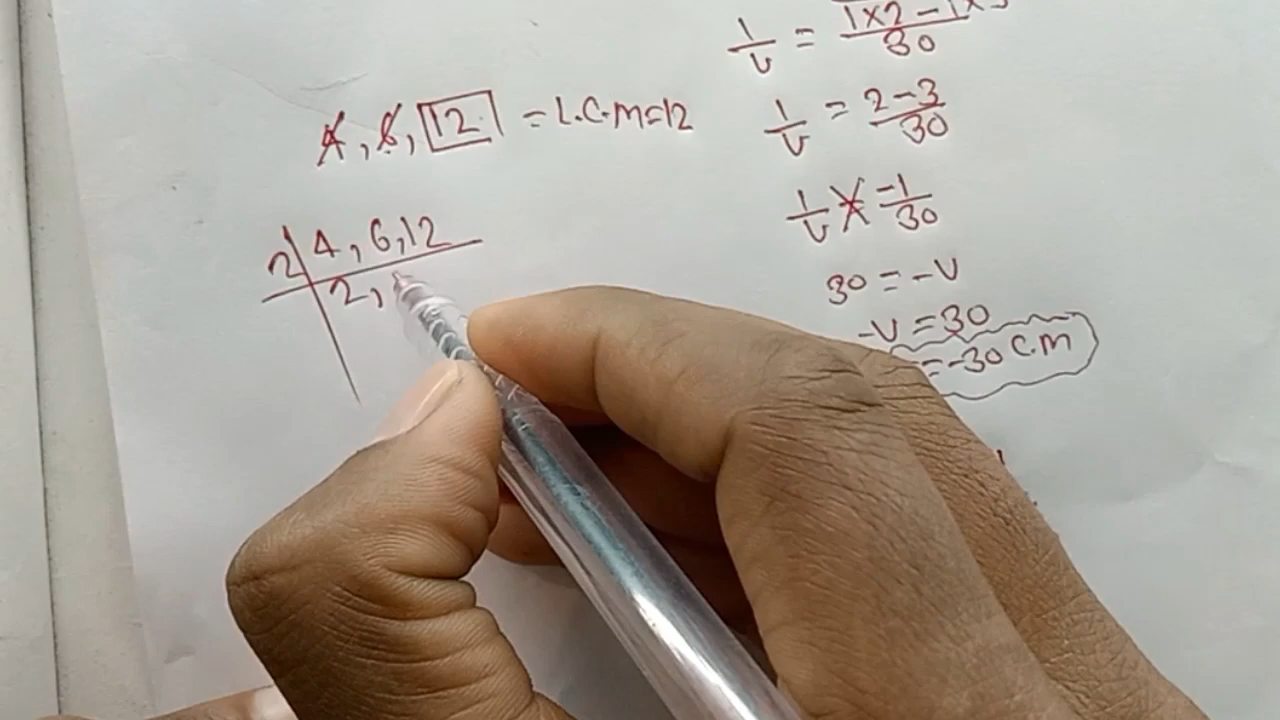 4, 6, 12 = L.C.M=12
2 | 4, 6, 12
2,
1/v = 1×2-1×3/30
1/v = 2-3/30
1/v = -1/30
30 = -v
-v = 30
= -30 C.m